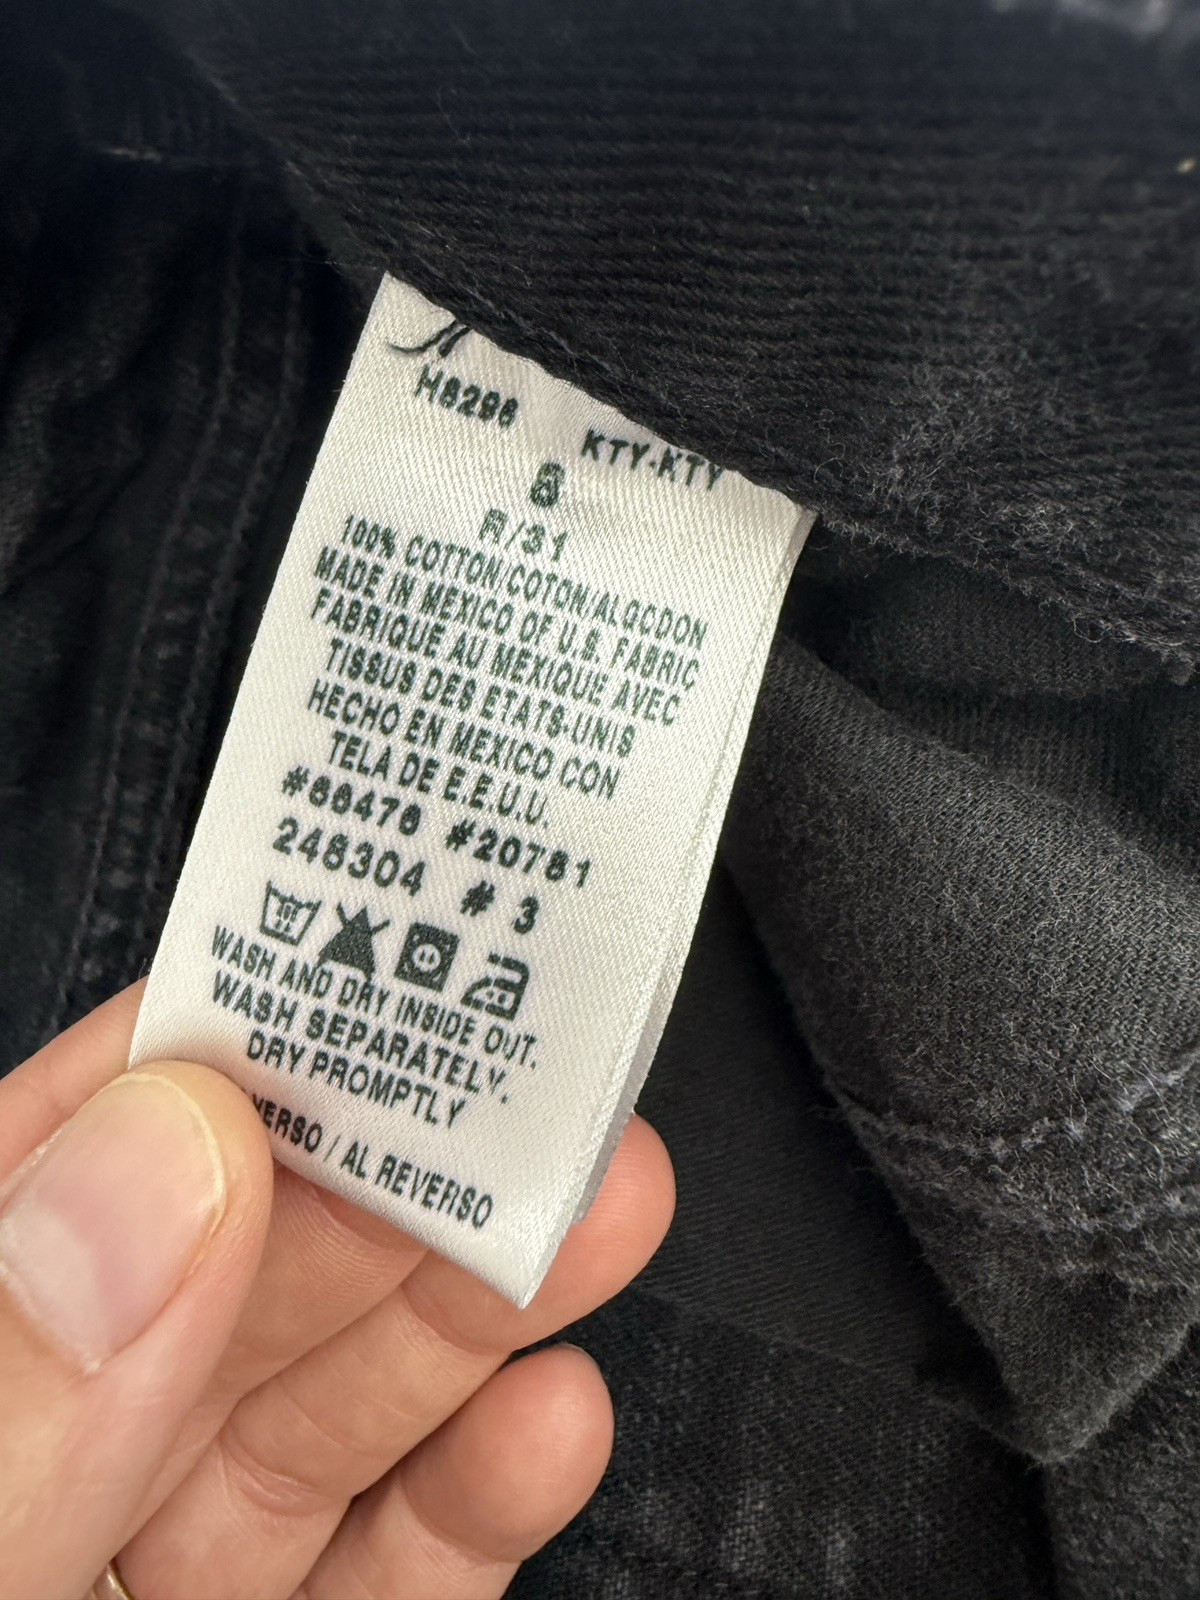 H6296
KTY-KTY
8
R/31
100% COTTON/COTON/ALGODON
MADE IN MEXICO OF U.S. FABRIC
FABRIQUE AU MEXIQUE AVEC
TISSUS DES ETATS-UNIS
HECHO EN MEXICO CON
TELA DE E.E.U.U.
#66476 #20781
248304 # 3
WASH AND DRY INSIDE OUT.
WASH SEPARATELY.
DRY PROMPTLY
VERSO / AL REVERSO